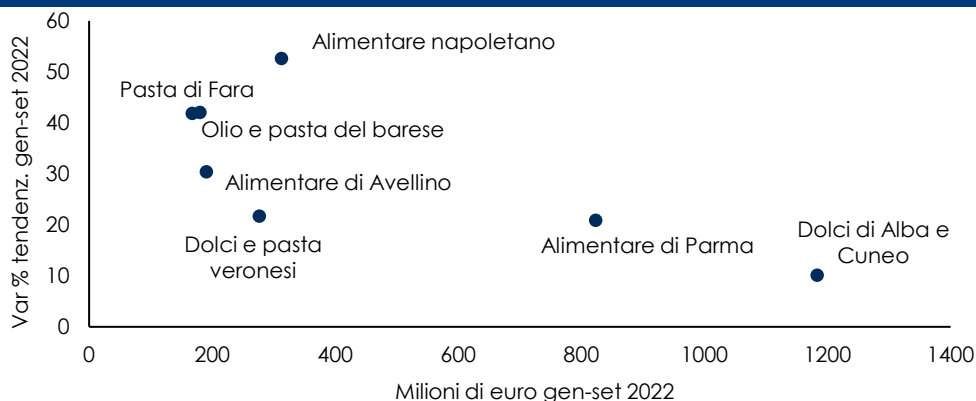 60
50
40
30
20
10
0
Var % tendenz. gen-set 2022
Alimentare napoletano
Pasta di Fara
Olio e pasta del barese
Alimentare di Avellino
Dolci e pasta
veronesi
Alimentare di Parma
Dolci di Alba e
Cuneo
0 200 400 600 800 1000 1200 1400
Milioni di euro gen-set 2022